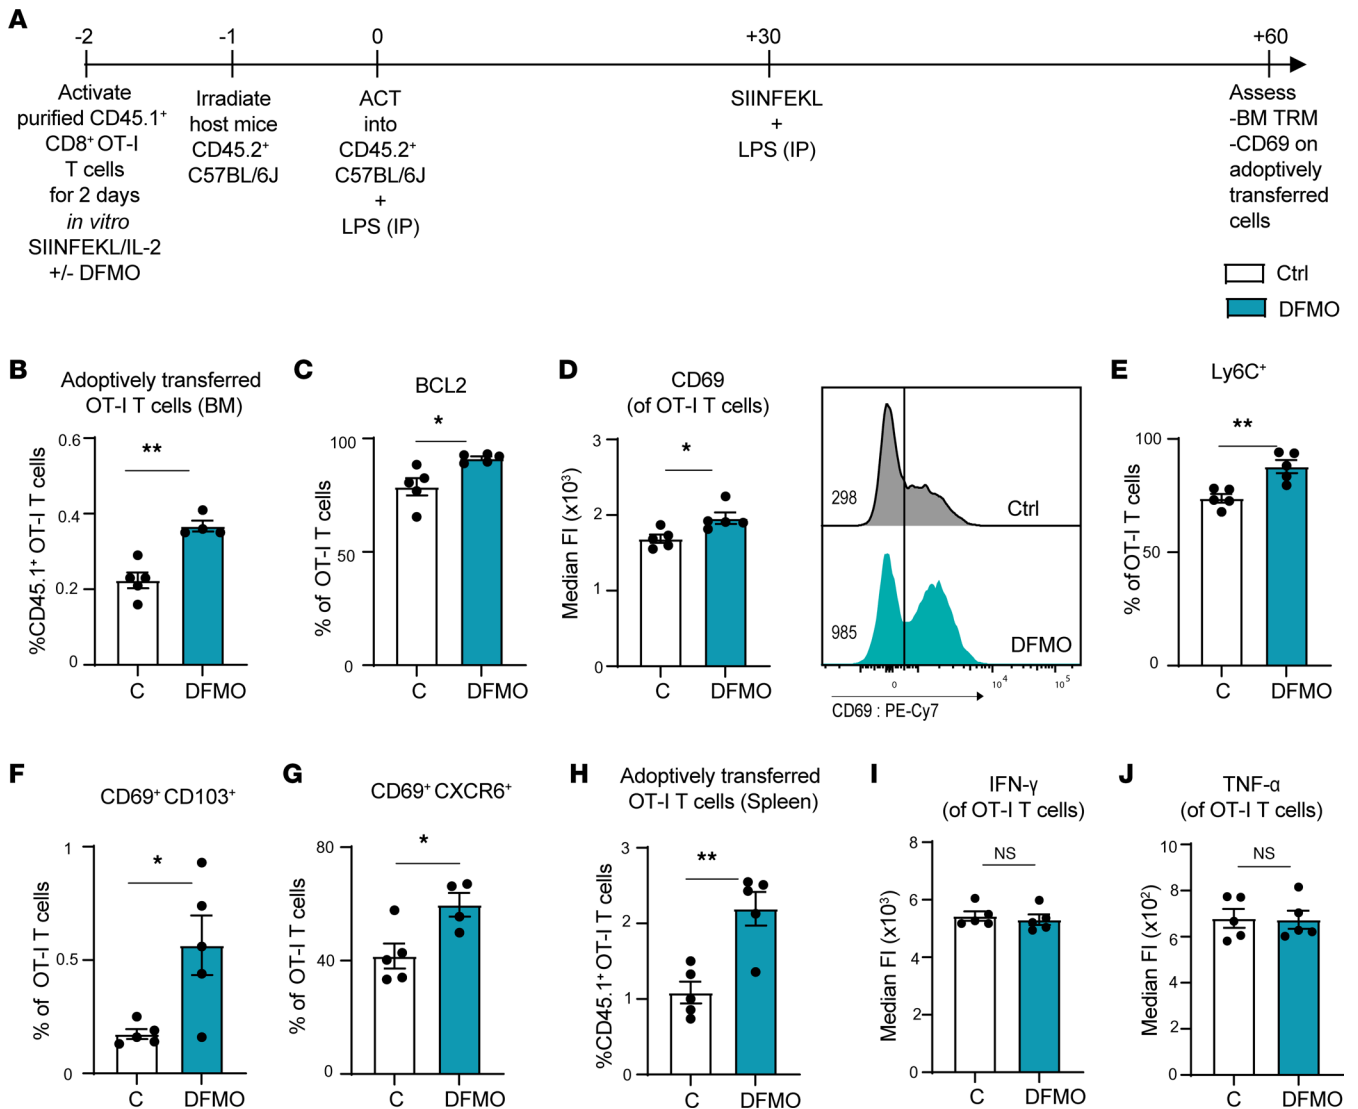 A
-2
-1
0
+30
+60
Activate
purified CD45.1⁺
CD8⁺ OT-I
T cells
for 2 days
in vitro
SIINFEKL/IL-2
+/- DFMO
Irradiate
host mice
CD45.2⁺
C57BL/6J
ACT
into
CD45.2⁺
C57BL/6J
+
LPS (IP)
SIINFEKL
+
LPS (IP)
Assess
-BM TRM
-CD69 on
adoptively
transferred
cells
Ctrl
DFMO
B
Adoptively transferred
OT-I T cells (BM)
%CD45.1⁺ OT-I T cells
0.6
0.4
0.2
0
**
C
DFMO
C
BCL2
% of OT-I T cells
100
50
0
*
C
DFMO
D
CD69
(of OT-I T cells)
Median FI (x10³)
3
2
1
0
*
C
DFMO
298
Ctrl
985
DFMO
0
10⁴
10⁵
CD69 : PE-Cy7
E
Ly6C⁺
% of OT-I T cells
100
50
0
**
C
DFMO
F
CD69⁺ CD103⁺
% of OT-I T cells
1
0.5
0
*
C
DFMO
G
CD69⁺ CXCR6⁺
% of OT-I T cells
80
40
0
*
C
DFMO
H
Adoptively transferred
OT-I T cells (Spleen)
%CD45.1⁺ OT-I T cells
3
2
1
0
**
C
DFMO
I
IFN-γ
(of OT-I T cells)
Median FI (x10³)
8
6
4
2
0
NS
C
DFMO
J
TNF-α
(of OT-I T cells)
Median FI (x10²)
10
8
6
4
2
0
NS
C
DFMO